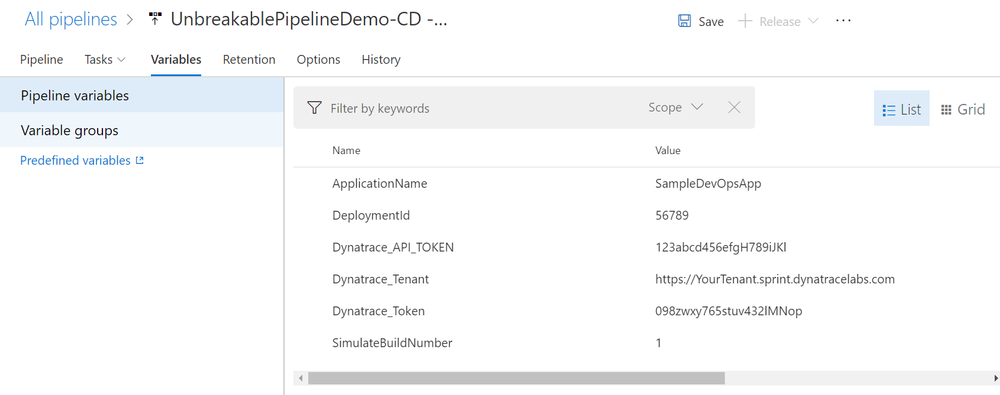 All pipelines > UnbreakablePipelineDemo-CD -...
Save + Release ...
Pipeline Tasks Variables Retention Options History
Pipeline variables
Variable groups
Predefined variables
Filter by keywords Scope
List Grid
Name Value
ApplicationName SampleDevOpsApp
DeploymentId 56789
Dynatrace_API_TOKEN 123abcd456efgH789iJKl
Dynatrace_Tenant https://YourTenant.sprint.dynatracelabs.com
Dynatrace_Token 098zwxy765stuv432lMNop
SimulateBuildNumber 1